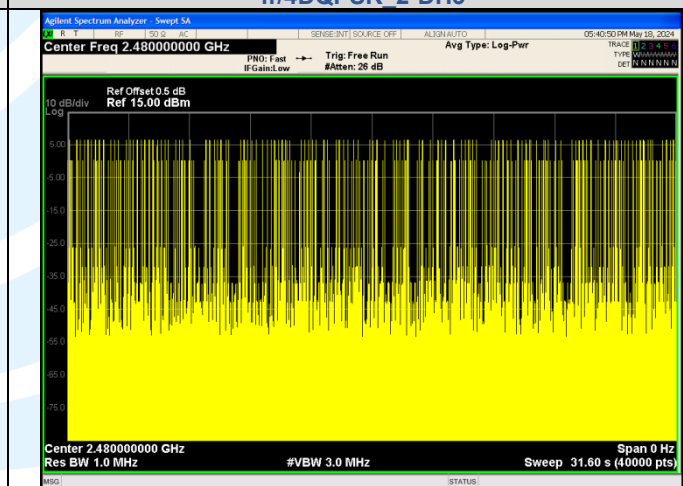 Agilent Spectrum Analyzer - Swept SA
R T RF 50 Ω AC SENSE:INT SOURCE OFF ALIGN AUTO 05:40:50 PM May 18, 2024
Center Freq 2.480000000 GHz
PNO: Fast
IFGain:Low
Trig: Free Run
#Atten: 26 dB
Avg Type: Log-Pwr
TRACE 1 2 3 4 5 6
TYPE
DET N N N N N N
Ref Offset 0.5 dB
10 dB/div Ref 15.00 dBm
Log
5.00
-5.00
-15.0
-25.0
-35.0
-45.0
-55.0
-65.0
-75.0
Center 2.480000000 GHz Span 0 Hz
Res BW 1.0 MHz #VBW 3.0 MHz Sweep 31.60 s (40000 pts)
MSG STATUS